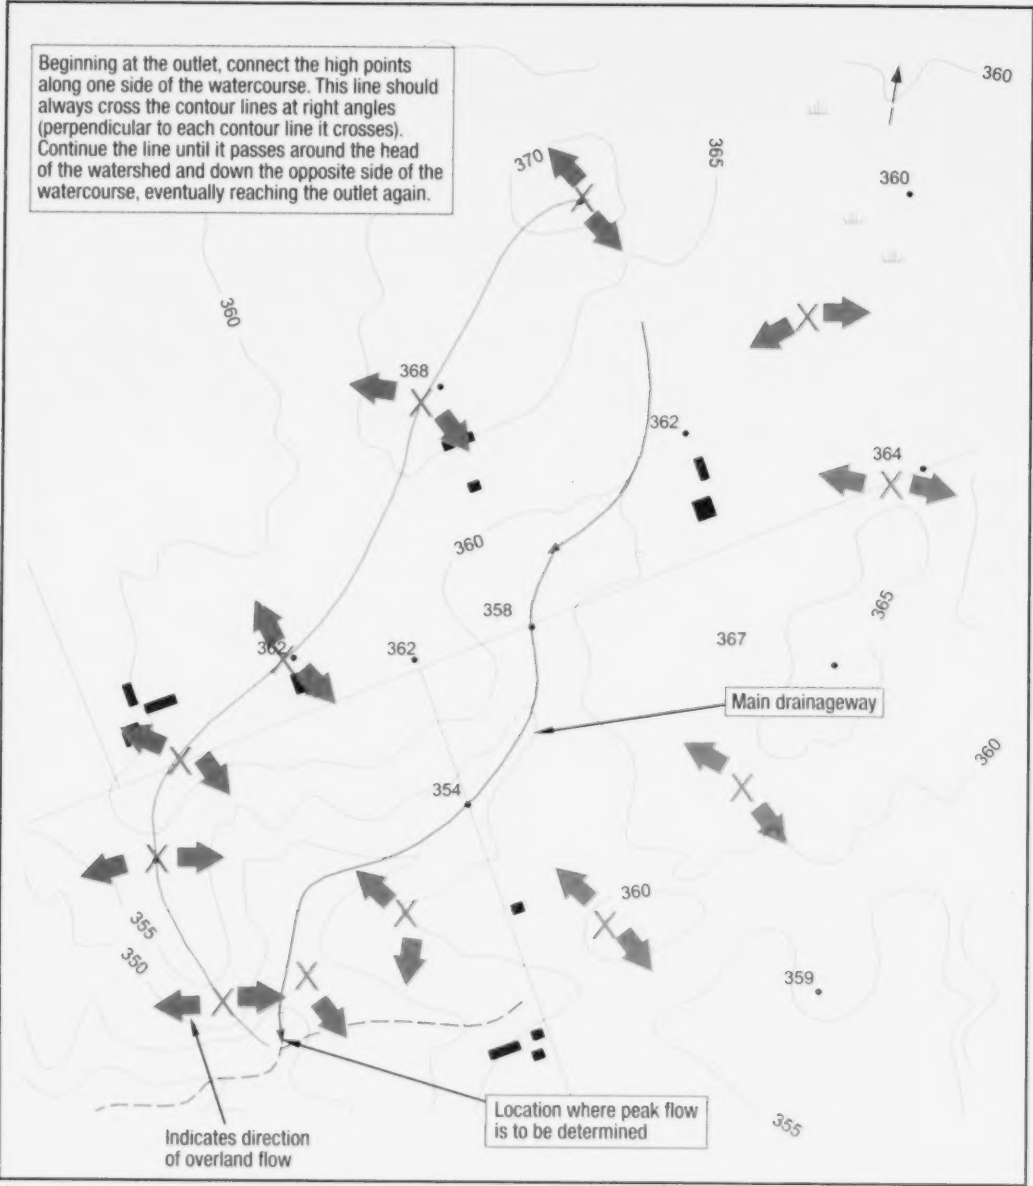 Beginning at the outlet, connect the high points
along one side of the watercourse. This line should
always cross the contour lines at right angles
(perpendicular to each contour line it crosses).
Continue the line until it passes around the head
of the watershed and down the opposite side of the
watercourse, eventually reaching the outlet again.
360
370
365
360
360
368
362
364
360
358
365
362
362
367
Main drainageway
360
354
360
355
350
359
Indicates direction
of overland flow
Location where peak flow
is to be determined
355